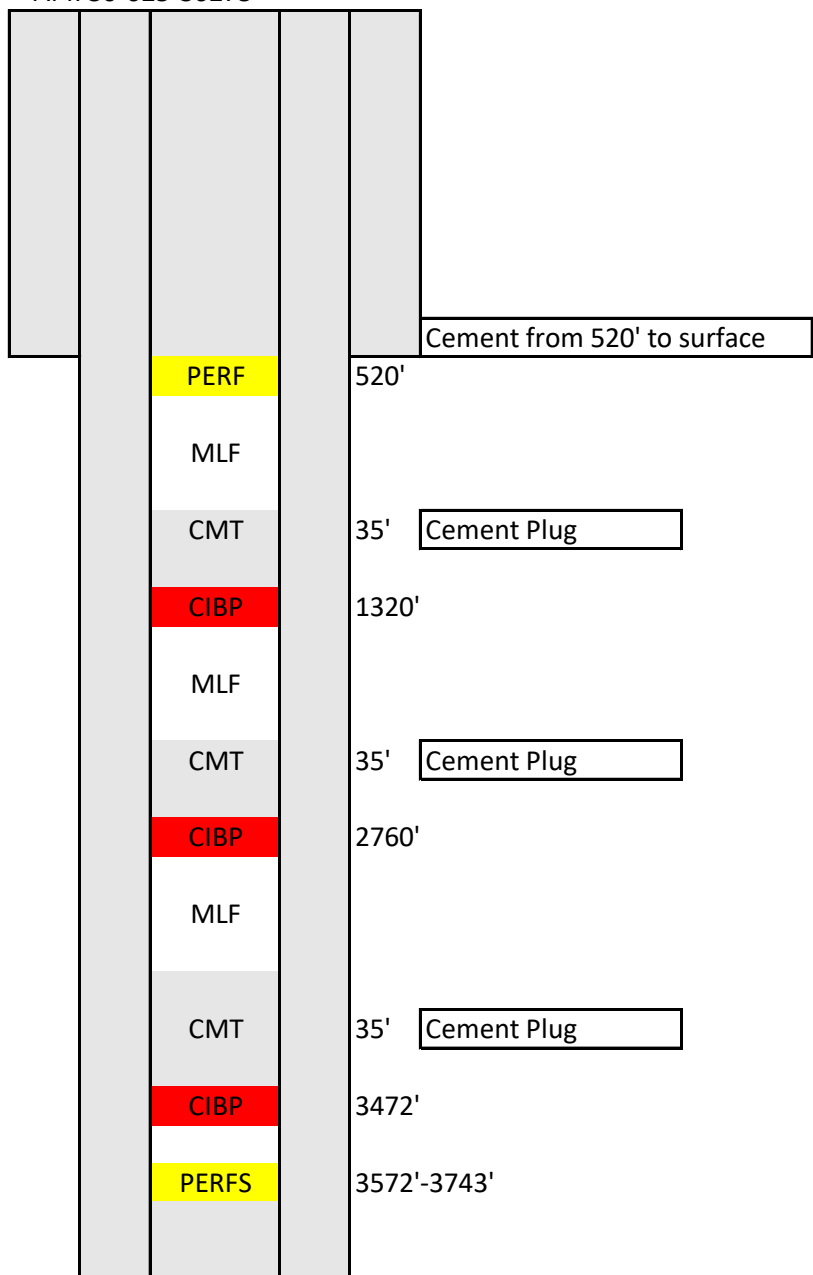 Cement from 520' to surface
PERF 520'
MLF
CMT 35' Cement Plug
CIBP 1320'
MLF
CMT 35' Cement Plug
CIBP 2760'
MLF
CMT 35' Cement Plug
CIBP 3472'
PERFS 3572'-3743'